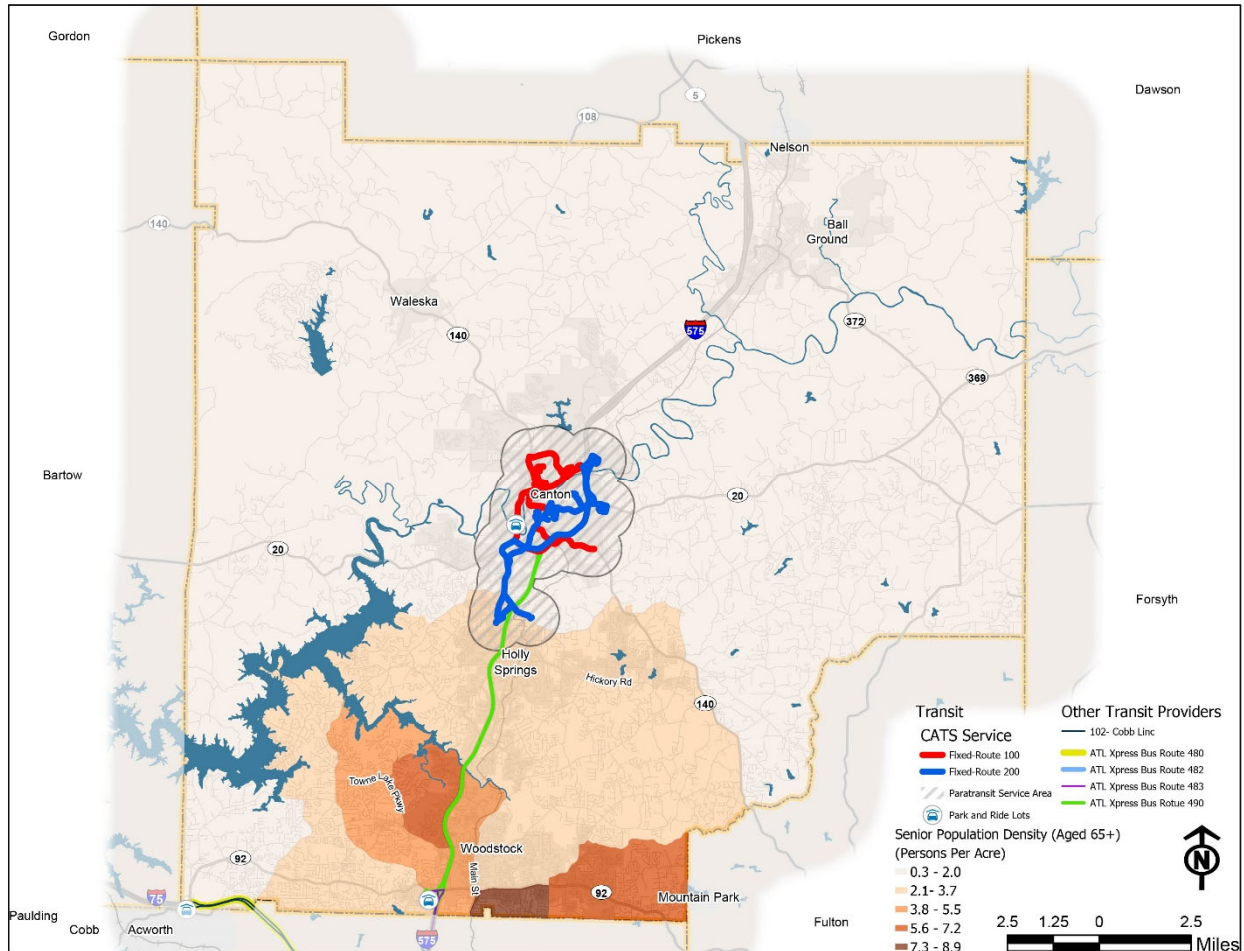 Gordon
Pickens
5
Dawson
108
Nelson
140
Ball
Ground
Waleska
575
372
140
369
Bartow
Canton
20
20
Forsyth
Holly
Springs
Hickory Rd
140
Towne Lake Pkwy
Woodstock
Main St
92
92
Mountain Park
75
Paulding
Cobb
Acworth
575
Fulton
Transit
CATS Service
Fixed-Route 100
Fixed-Route 200
Paratransit Service Area
Park and Ride Lots
Other Transit Providers
102- Cobb Linc
ATL Xpress Bus Route 480
ATL Xpress Bus Route 482
ATL Xpress Bus Route 483
ATL Xpress Bus Rotue 490
Senior Population Density (Aged 65+)
(Persons Per Acre)
0.3 - 2.0
2.1- 3.7
3.8 - 5.5
5.6 - 7.2
7.3 - 8.9
N
2.5 1.25 0 2.5
Miles